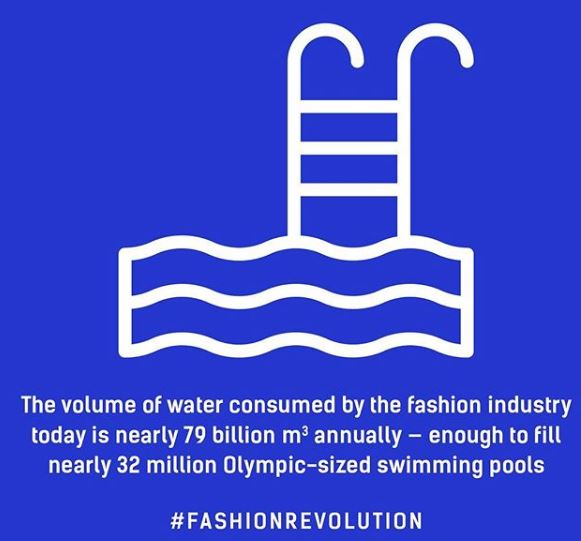 The volume of water consumed by the fashion industry
today is nearly 79 billion m³ annually – enough to fill
nearly 32 million Olympic-sized swimming pools
#FASHIONREVOLUTION